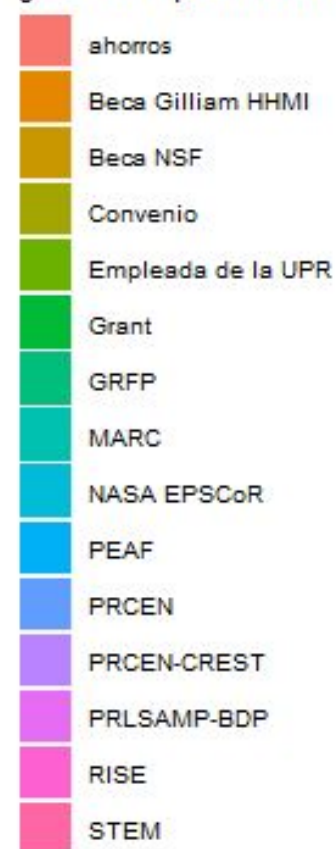 ahorros
Beca Gilliam HHMI
Beca NSF
Convenio
Empleada de la UPR
Grant
GRFP
MARC
NASA EPSCoR
PEAF
PRCEN
PRCEN-CREST
PRLSAMP-BDP
RISE
STEM